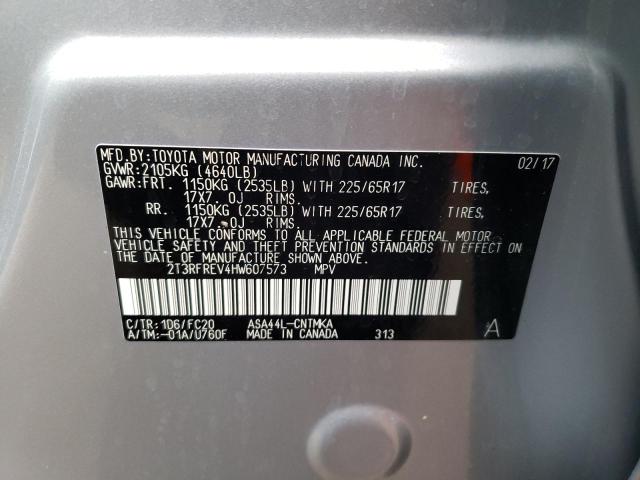 MFD.BY:TOYOTA MOTOR MANUFACTURING CANADA INC. 02/17
GVWR:2105KG (4640LB)
GAWR:FRT. 1150KG (2535LB) WITH 225/65R17 TIRES,
17X7.0J RIMS.
RR. 1150KG (2535LB) WITH 225/65R17 TIRES,
17X7.0J RIMS.
THIS VEHICLE CONFORMS TO ALL APPLICABLE FEDERAL MOTOR
VEHICLE SAFETY AND THEFT PREVENTION STANDARDS IN EFFECT ON
THE DATE OF MANUFACTURE SHOWN ABOVE.
2T3RFREV4HW607573 MPV
C/TR:1D6/FC20 ASA44L-CNTMKA
A/TM:-01A/U760F MADE IN CANADA 313 A